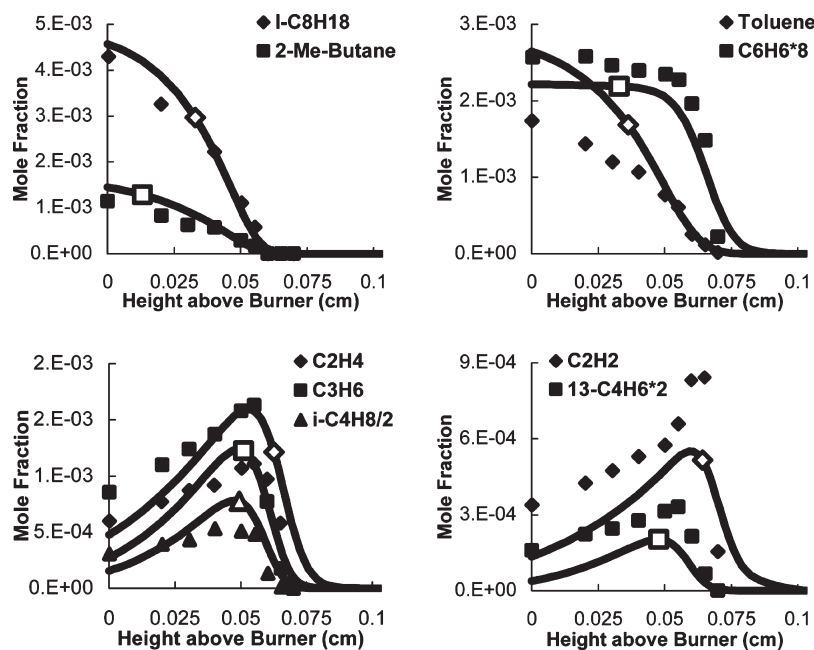 5.E-03
4.E-03
3.E-03
2.E-03
1.E-03
0.E+00
Mole Fraction
I-C8H18
2-Me-Butane
0 0.025 0.05 0.075 0.1
Height above Burner (cm)
3.E-03
2.E-03
1.E-03
0.E+00
Mole Fraction
Toluene
C6H6*8
0 0.025 0.05 0.075 0.1
Height above Burner (cm)
2.E-03
2.E-03
1.E-03
5.E-04
0.E+00
Mole Fraction
C2H4
C3H6
i-C4H8/2
0 0.025 0.05 0.075 0.1
Height above Burner (cm)
9.E-04
6.E-04
3.E-04
0.E+00
Mole Fraction
C2H2
13-C4H6*2
0 0.025 0.05 0.075 0.1
Height above Burner (cm)